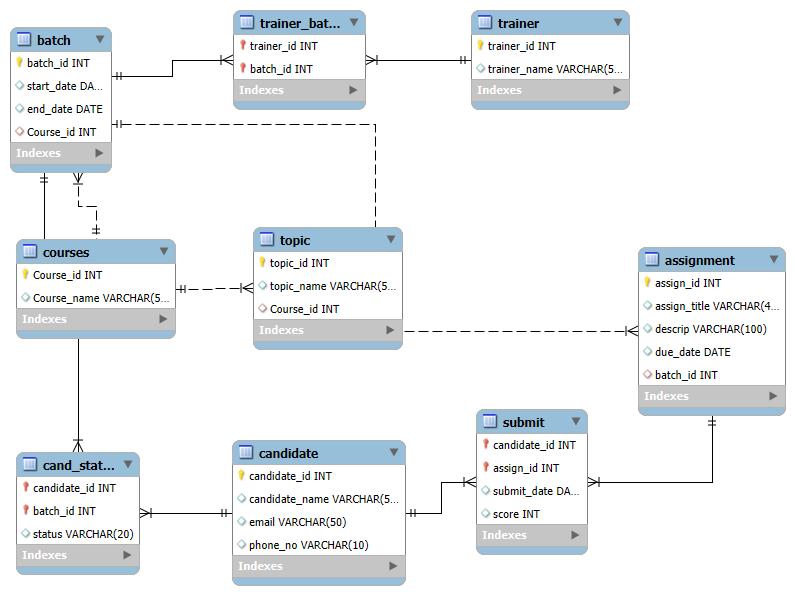 batch
batch_id INT
start_date DA...
end_date DATE
Course_id INT
Indexes
trainer_bat...
trainer_id INT
batch_id INT
Indexes
trainer
trainer_id INT
trainer_name VARCHAR(5...
Indexes
courses
Course_id INT
Course_name VARCHAR(5...
Indexes
topic
topic_id INT
topic_name VARCHAR(5...
Course_id INT
Indexes
assignment
assign_id INT
assign_title VARCHAR(4...
descrip VARCHAR(100)
due_date DATE
batch_id INT
Indexes
cand_stat...
candidate_id INT
batch_id INT
status VARCHAR(20)
Indexes
candidate
candidate_id INT
candidate_name VARCHAR(5...
email VARCHAR(50)
phone_no VARCHAR(10)
Indexes
submit
candidate_id INT
assign_id INT
submit_date DA...
score INT
Indexes